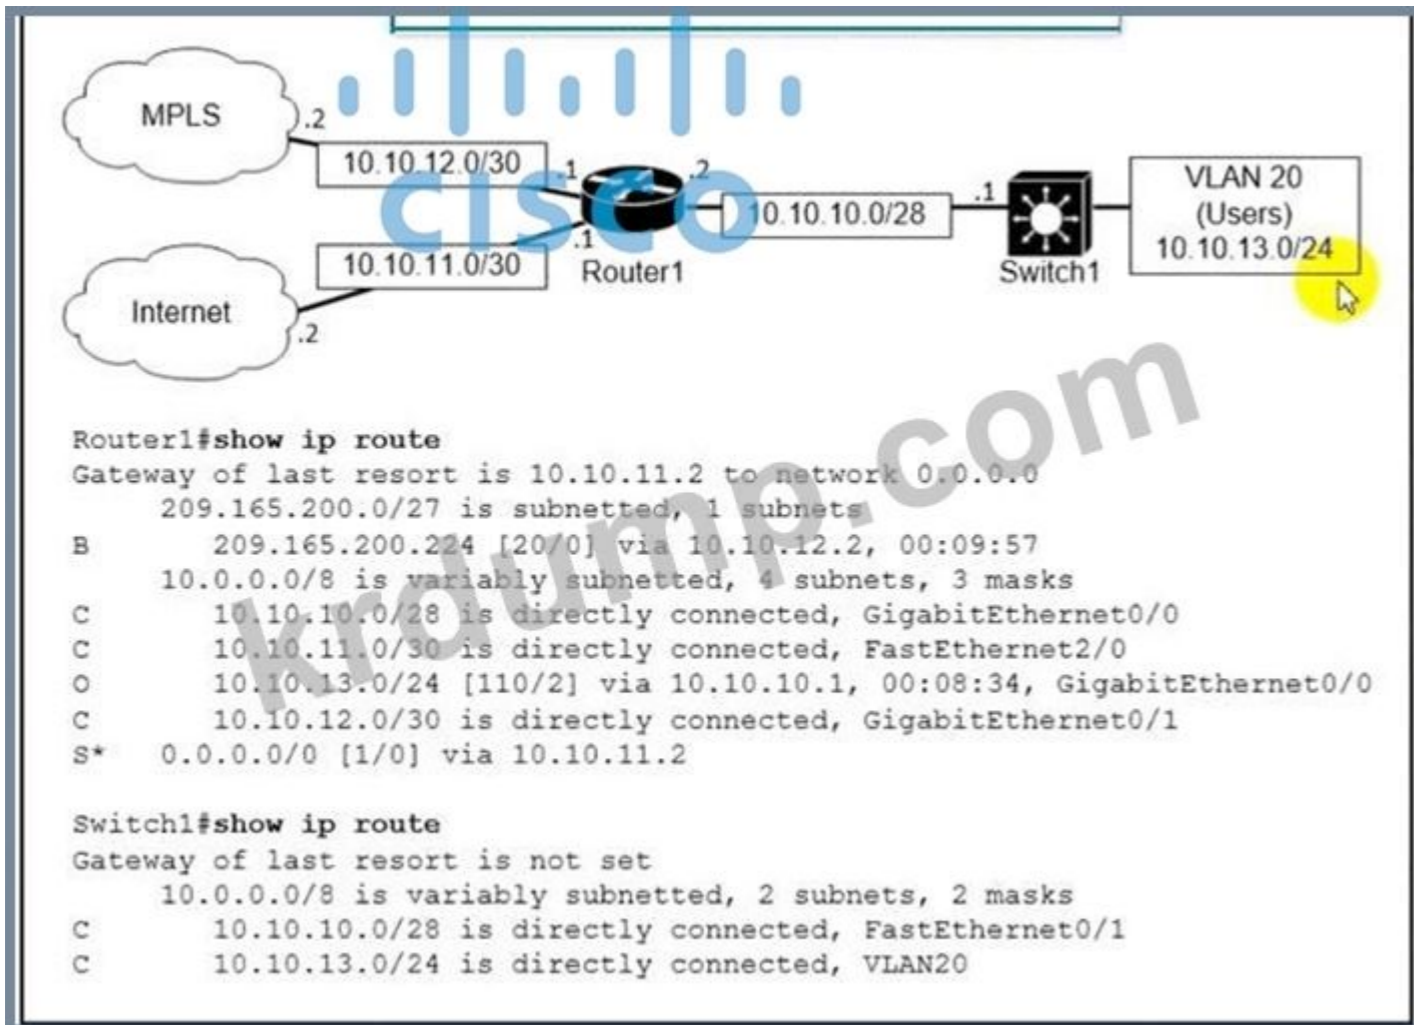 MPLS
.2
10.10.12.0/30
.1
.2
cisco
10.10.10.0/28
.1
VLAN 20
(Users)
10.10.13.0/24
.1
10.10.11.0/30
Router1
Switch1
Internet
.2
krdump.com
Router1#show ip route
Gateway of last resort is 10.10.11.2 to network 0.0.0.0
209.165.200.0/27 is subnetted, 1 subnets
B 209.165.200.224 [20/0] via 10.10.12.2, 00:09:57
10.0.0.0/8 is variably subnetted, 4 subnets, 3 masks
C 10.10.10.0/28 is directly connected, GigabitEthernet0/0
C 10.10.11.0/30 is directly connected, FastEthernet2/0
O 10.10.13.0/24 [110/2] via 10.10.10.1, 00:08:34, GigabitEthernet0/0
C 10.10.12.0/30 is directly connected, GigabitEthernet0/1
S* 0.0.0.0/0 [1/0] via 10.10.11.2
Switch1#show ip route
Gateway of last resort is not set
10.0.0.0/8 is variably subnetted, 2 subnets, 2 masks
C 10.10.10.0/28 is directly connected, FastEthernet0/1
C 10.10.13.0/24 is directly connected, VLAN20